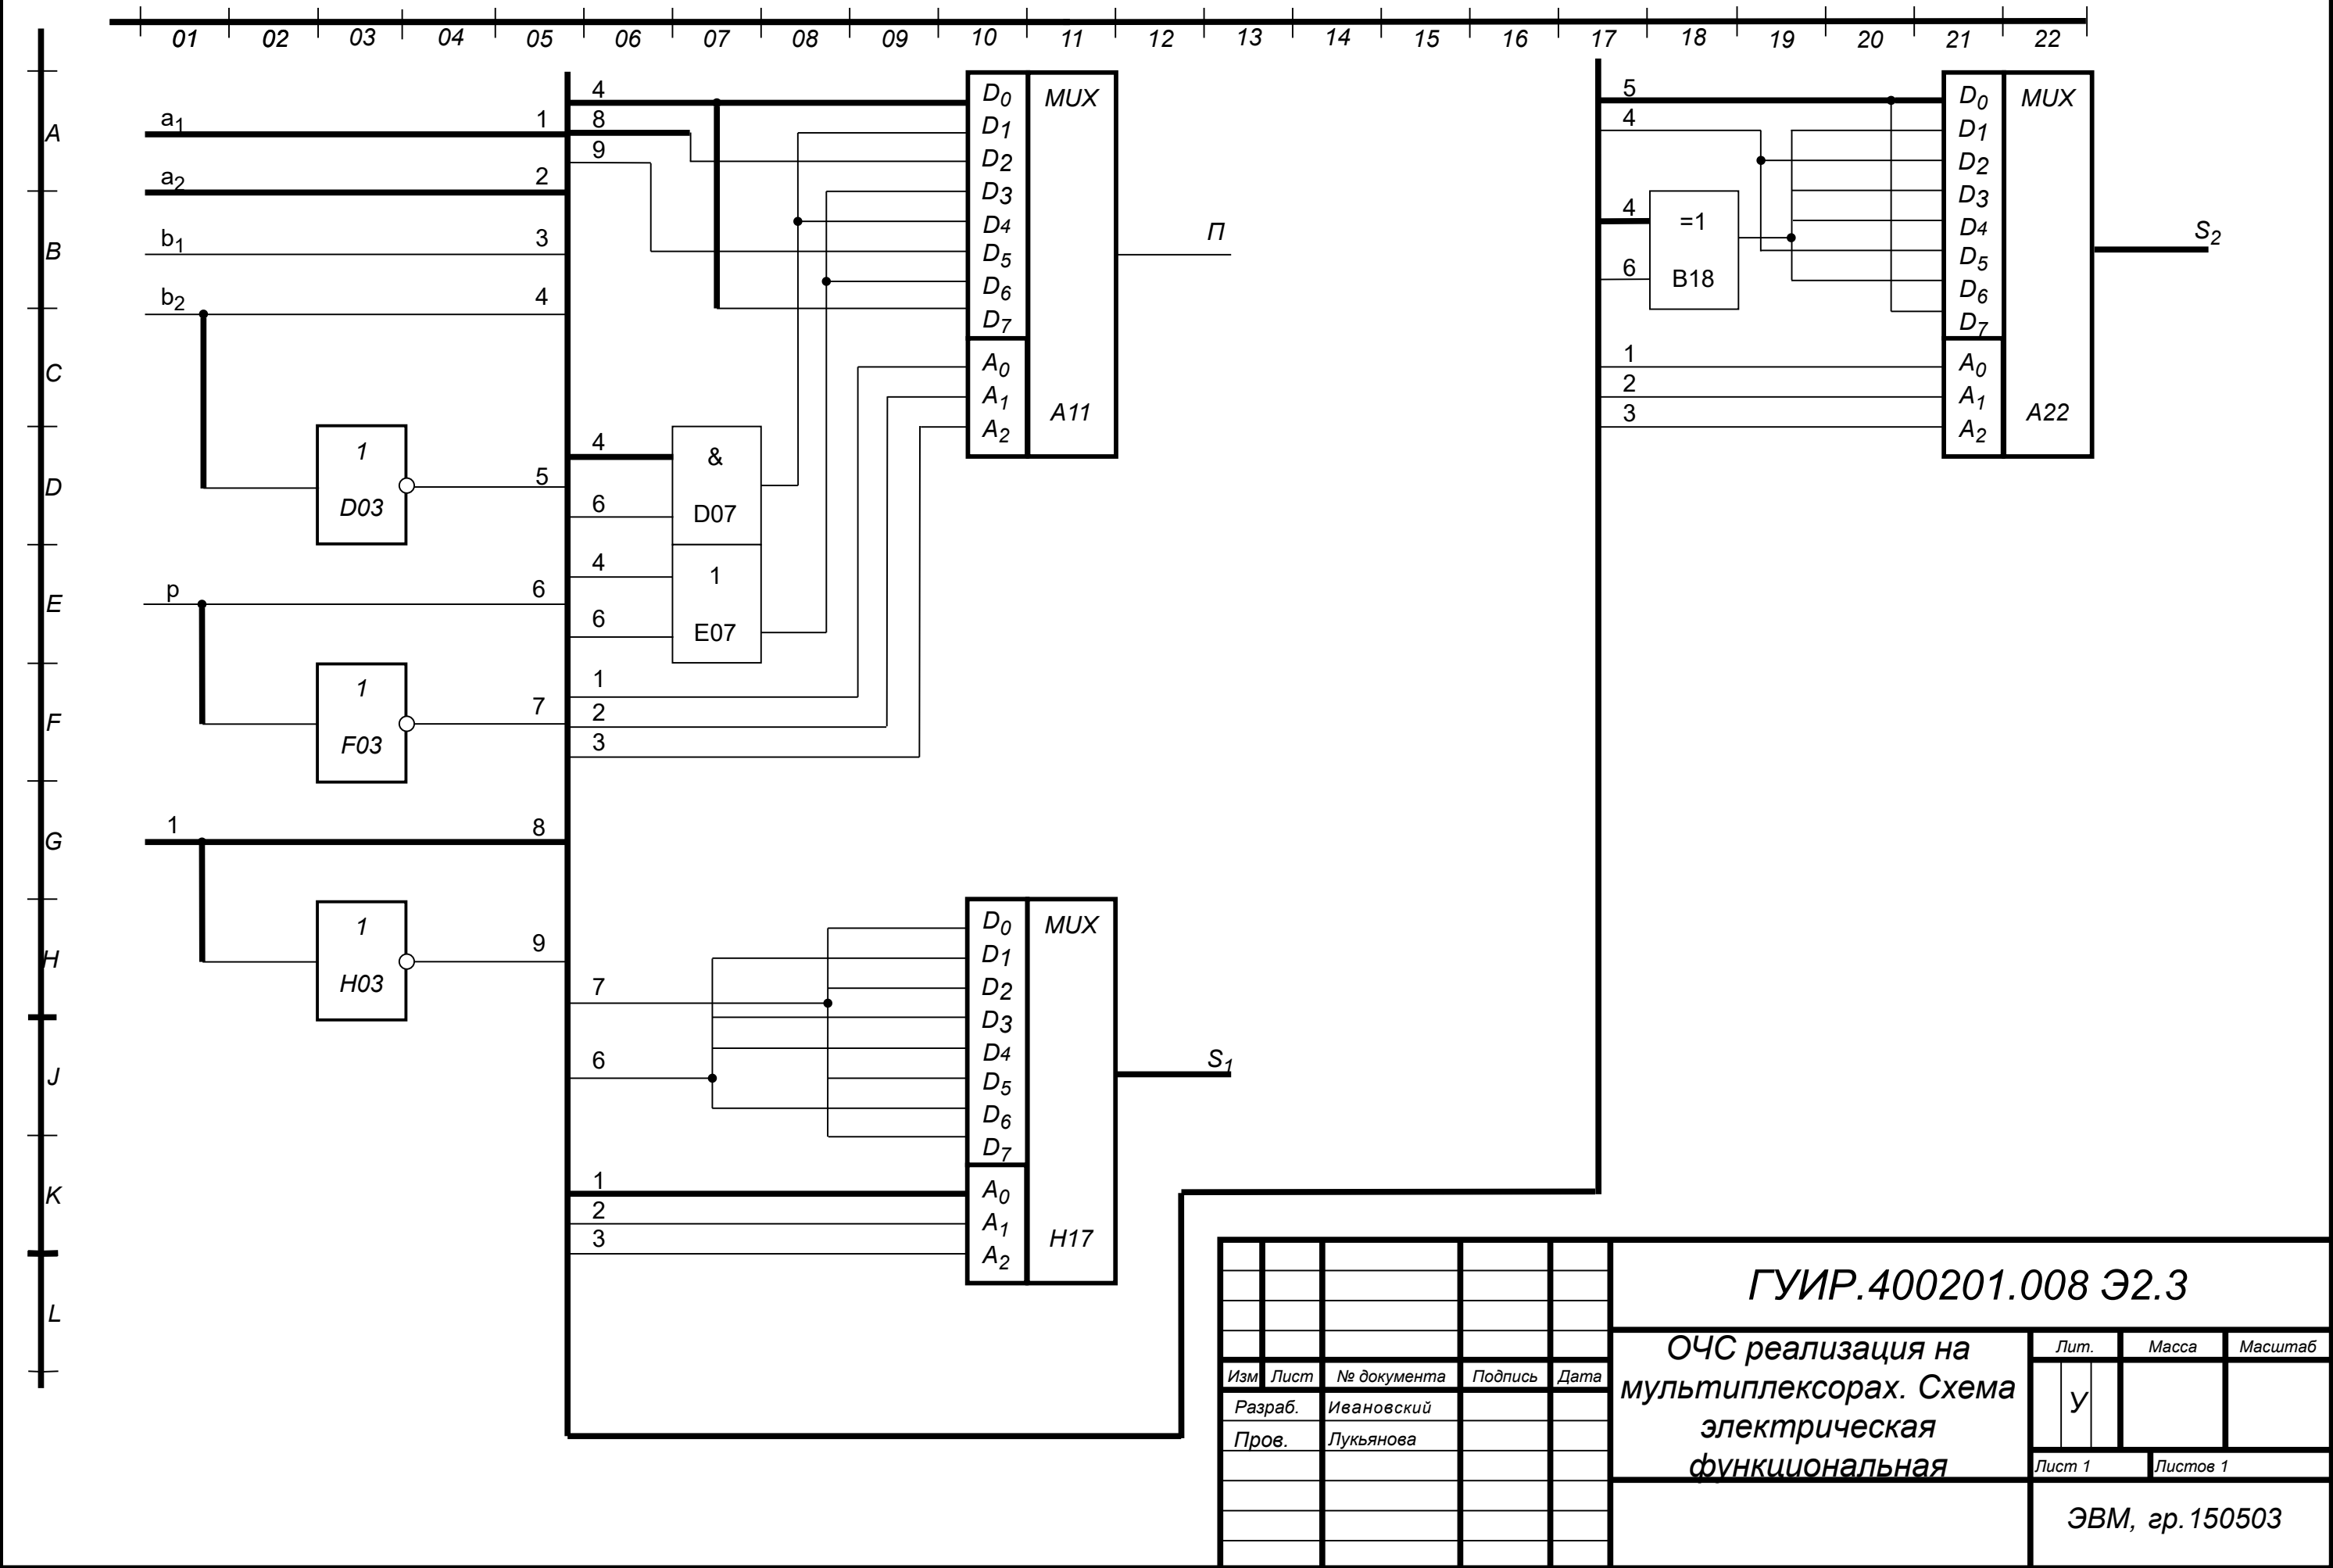 01 02 03 04 05 06 07 08 09 10 11 12 13 14 15 16 17 18 19 20 21 22
A
B
C
D
E
F
G
H
J
K
L
a1 1
a2 2
b1 3
b2 4
1
D03
5
p 6
1
F03
7
1 8
1
H03
9
4
8
9
4
6
&
D07
4
6
1
E07
1
2
3
D0
D1
D2
D3
D4
D5
D6
D7
A0
A1
A2
MUX
A11
П
7
6
1
2
3
D0
D1
D2
D3
D4
D5
D6
D7
A0
A1
A2
MUX
H17
S1
5
4
4
6
=1
B18
1
2
3
D0
D1
D2
D3
D4
D5
D6
D7
A0
A1
A2
MUX
A22
S2
ГУИР.400201.008 Э2.3
ОЧС реализация на
мультиплексорах. Схема
электрическая
функциональная
Лит. Масса Масштаб
У
Лист 1 Листов 1
ЭВМ, гр.150503
Изм Лист № документа Подпись Дата
Разраб. Ивановский
Пров. Лукьянова